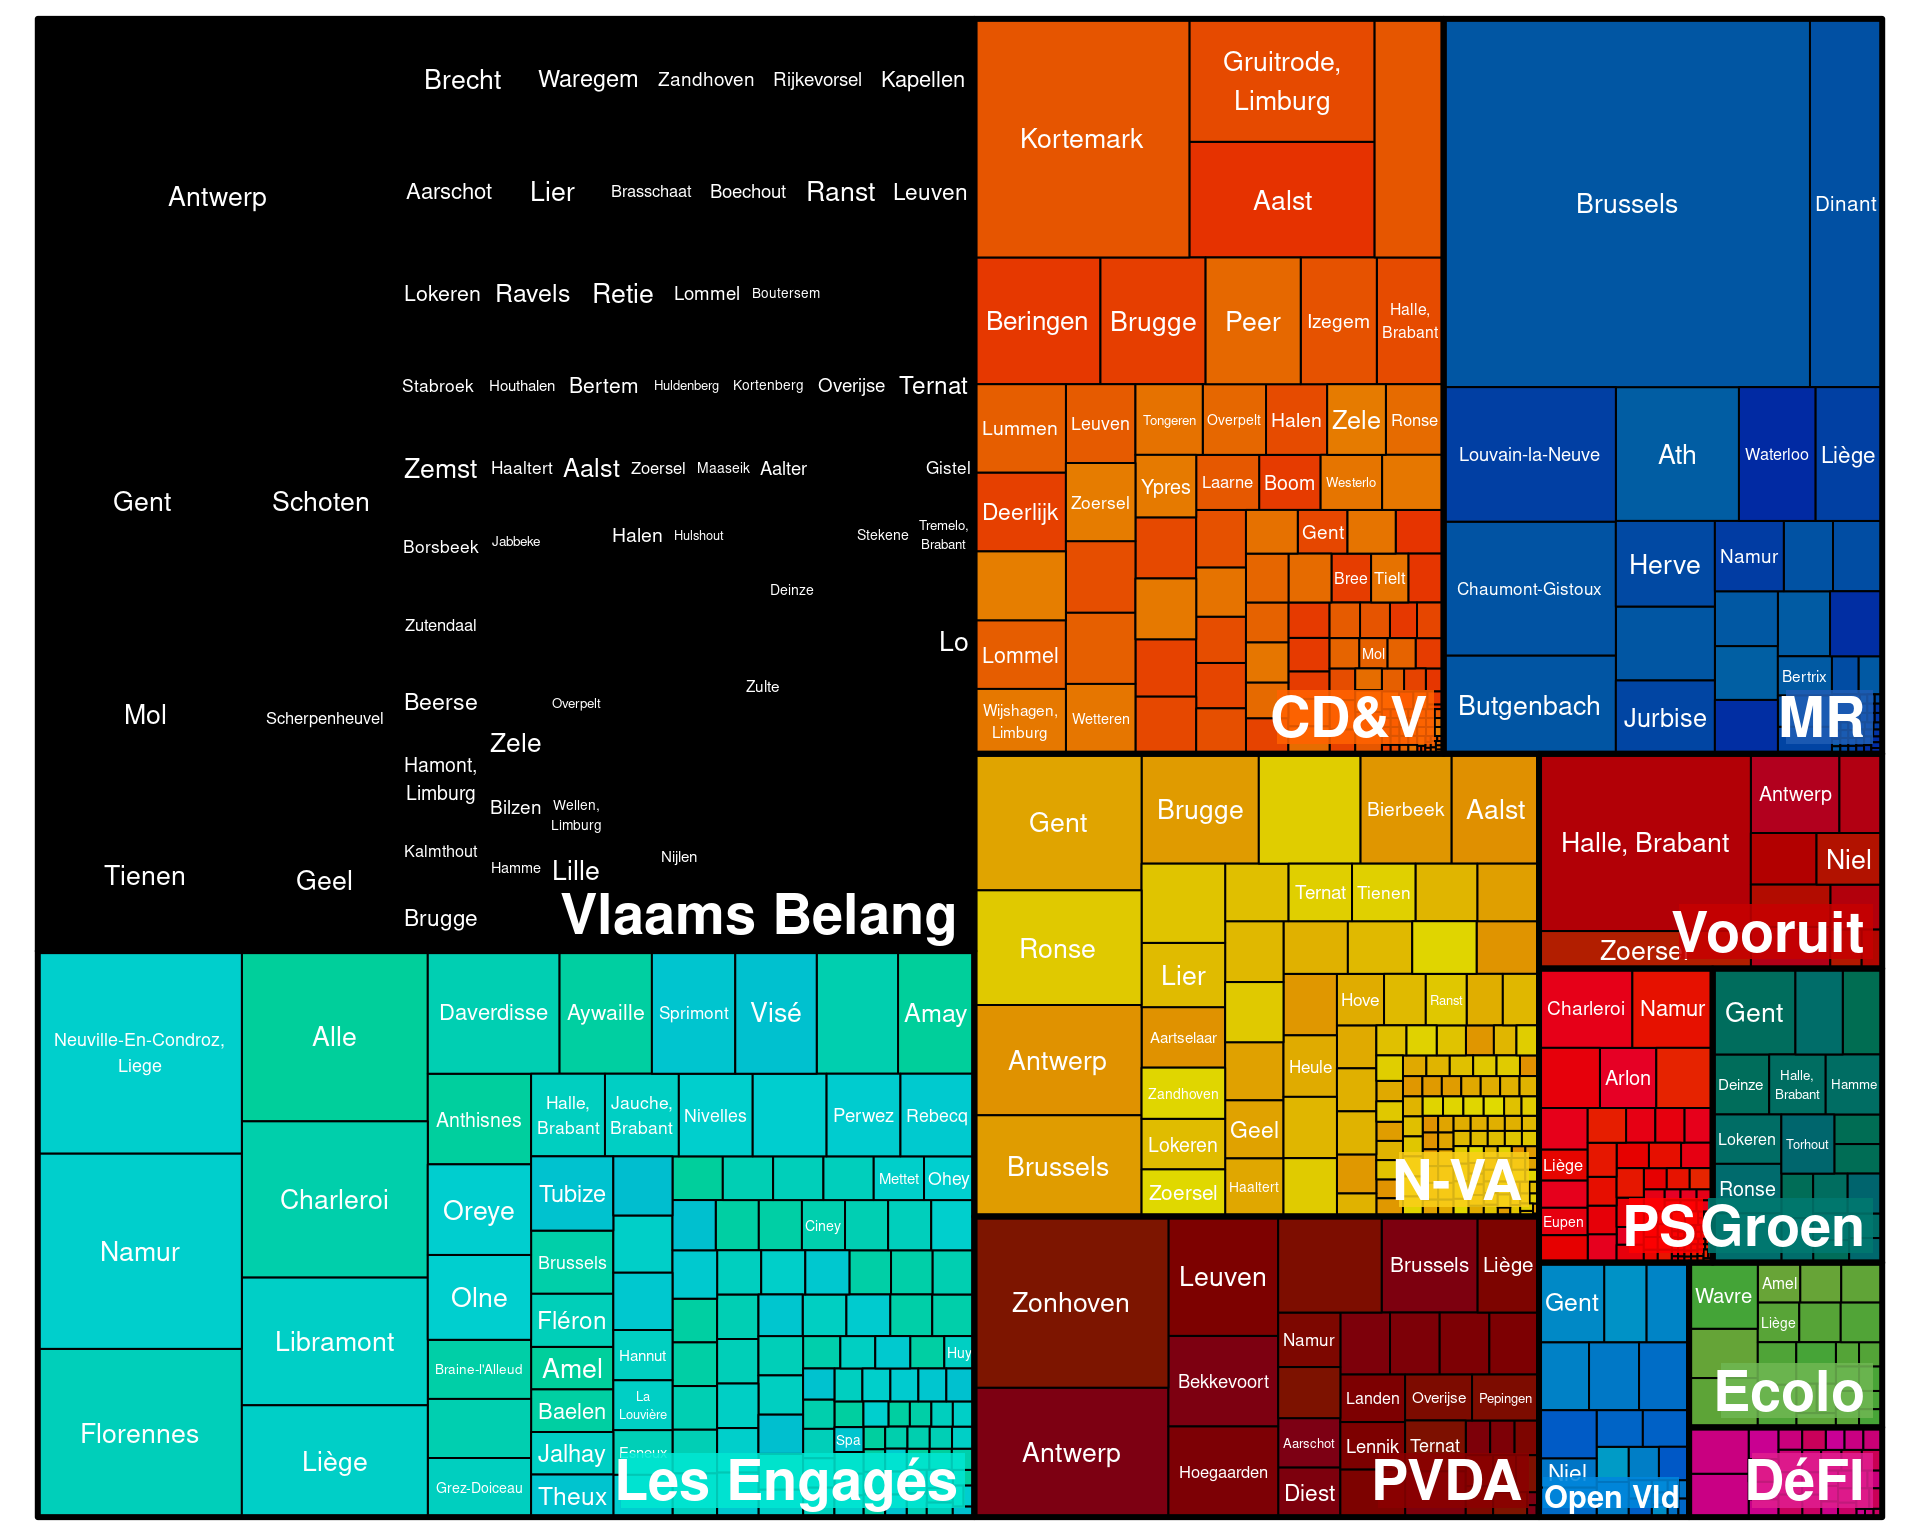 Brecht
Waregem
Zandhoven
Rijkevorsel
Kapellen
Antwerp
Aarschot
Lier
Brasschaat
Boechout
Ranst
Leuven
Lokeren
Ravels
Retie
Lommel
Boutersem
Stabroek
Houthalen
Bertem
Huldenberg
Kortenberg
Overijse
Ternat
Zemst
Haaltert
Aalst
Zoersel
Maaseik
Aalter
Gistel
Gent
Schoten
Borsbeek
Jabbeke
Halen
Hulshout
Stekene
Tremelo,
Brabant
Deinze
Zutendaal
Lo
Mol
Scherpenheuvel
Beerse
Overpelt
Zulte
Zele
Hamont,
Limburg
Bilzen
Wellen,
Limburg
Kalmthout
Hamme
Lille
Nijlen
Tienen
Geel
Brugge
Vlaams Belang
Kortemark
Gruitrode,
Limburg
Aalst
Beringen
Brugge
Peer
Izegem
Halle,
Brabant
Lummen
Leuven
Tongeren
Overpelt
Halen
Zele
Ronse
Deerlijk
Zoersel
Ypres
Laarne
Boom
Westerlo
Gent
Bree
Tielt
Lommel
Mol
Wijshagen,
Limburg
Wetteren
CD&V
Brussels
Dinant
Louvain-la-Neuve
Ath
Waterloo
Liège
Chaumont-Gistoux
Herve
Namur
Butgenbach
Jurbise
Bertrix
MR
Gent
Brugge
Bierbeek
Aalst
Ternat
Tienen
Ronse
Lier
Hove
Ranst
Antwerp
Aartselaar
Heule
Zandhoven
Brussels
Lokeren
Geel
Zoersel
Haaltert
N-VA
Halle, Brabant
Antwerp
Niel
Zoersel
Vooruit
Charleroi
Namur
Arlon
Liège
Eupen
PS
Gent
Deinze
Halle,
Brabant
Hamme
Lokeren
Torhout
Ronse
Groen
Neuville-En-Condroz,
Liege
Alle
Daverdisse
Aywaille
Sprimont
Visé
Amay
Anthisnes
Halle,
Brabant
Jauche,
Brabant
Nivelles
Perwez
Rebecq
Namur
Charleroi
Oreye
Tubize
Mettet
Ohey
Ciney
Brussels
Libramont
Olne
Fléron
Hannut
Huy
Braine-l'Alleud
Amel
La
Louvière
Florennes
Liège
Baelen
Jalhay
Esneux
Spa
Grez-Doiceau
Theux
Les Engagés
Zonhoven
Leuven
Brussels
Liège
Namur
Bekkevoort
Landen
Overijse
Pepingen
Antwerp
Aarschot
Lennik
Ternat
Hoegaarden
Diest
PVDA
Gent
Niel
Open Vld
Wavre
Amel
Liège
Ecolo
DéFI